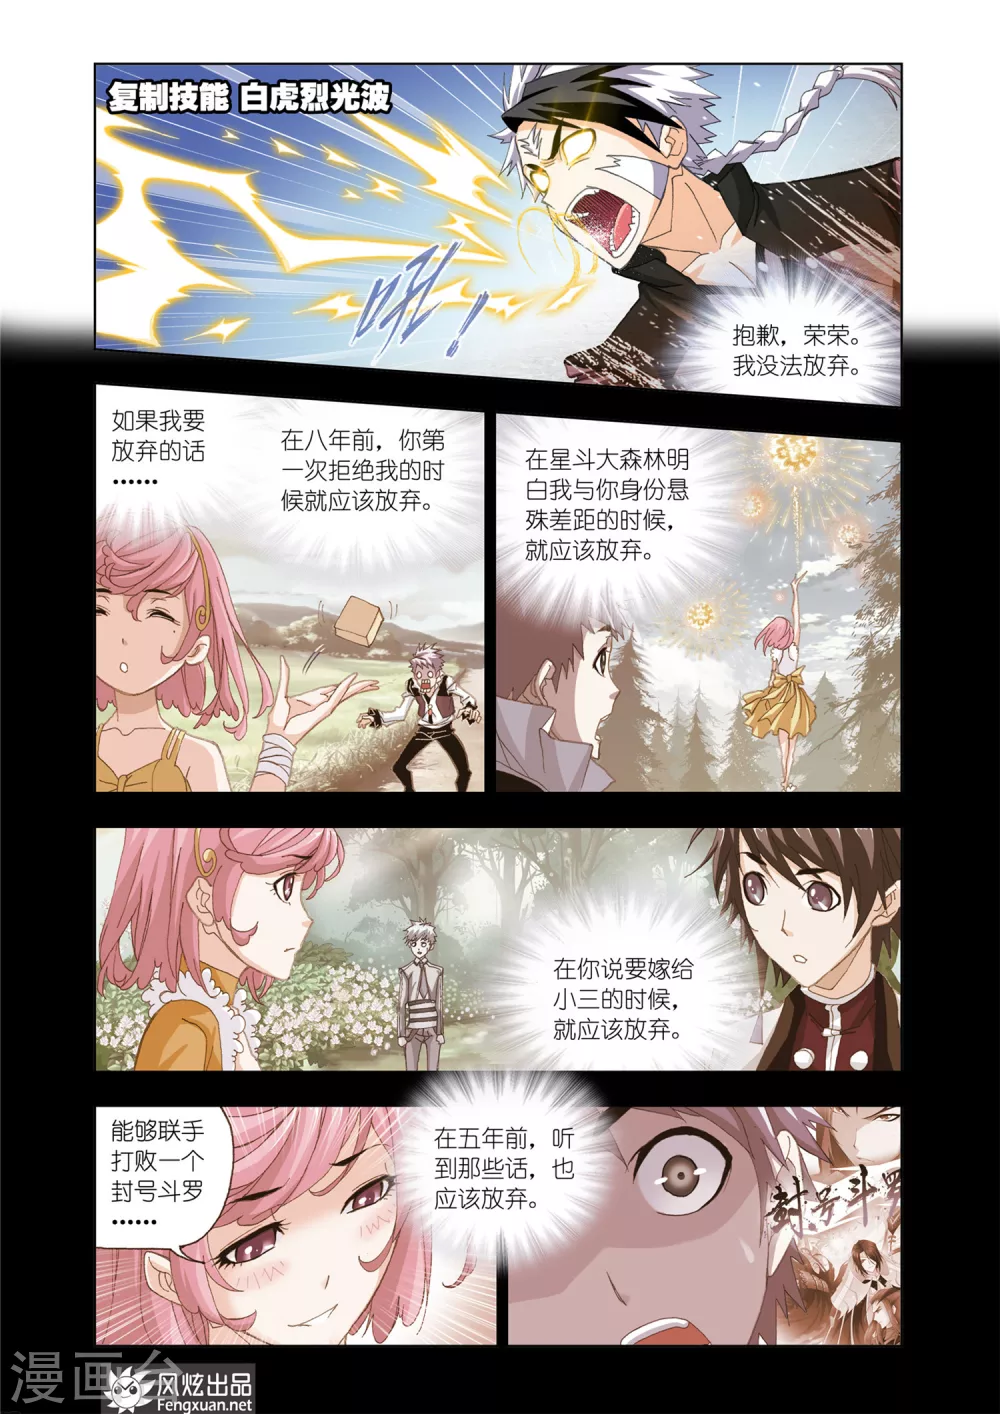 复制技能 白虎烈光波
吼！
抱歉，荣荣。
我没法放弃。
如果我要
放弃的话
……
在八年前，你第
一次拒绝我的时
候就应该放弃。
在星斗大森林明
白我与你身份悬
殊差距的时候，
就应该放弃。
在你说要嫁给
小三的时候，
就应该放弃。
能够联手
打败一个
封号斗罗
……
在五年前，听
到那些话，也
应该放弃。
封号斗罗
漫画台
风炫出品
Fengxuan.net